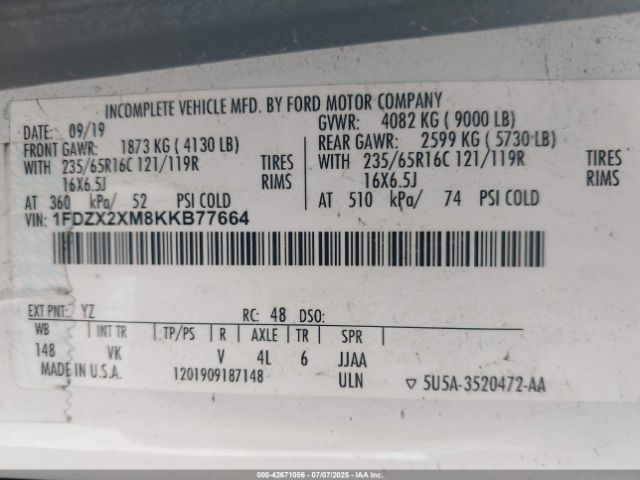 INCOMPLETE VEHICLE MFD. BY FORD MOTOR COMPANY
DATE: 09/19 GVWR: 4082 KG ( 9000 LB)
FRONT GAWR: 1873 KG ( 4130 LB) REAR GAWR: 2599 KG ( 5730 LB)
WITH 235/65R16C 121/119R TIRES WITH 235/65R16C 121/119R TIRES
16X6.5J RIMS 16X6.5J RIMS
AT 360 kPa/ 52 PSI COLD AT 510 kPa/ 74 PSI COLD
VIN: 1FDZX2XM8KKB77664
EXT PNT: YZ RC: 48 DSO:
WB INT TR TP/PS R AXLE TR SPR
148 VK V 4L 6 JJAA
MADE IN U.S.A. 1201909187148 ULN ▽ 5U5A-3520472-AA
000-42671056 - 07/07/2025 - IAAI.COM